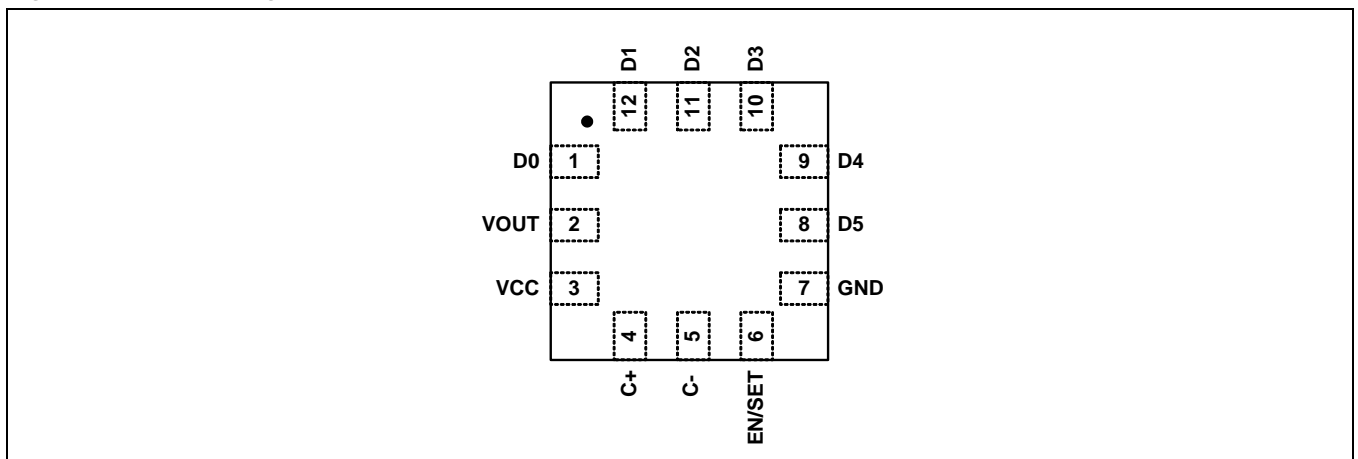 D1 D2 D3
12 11 10
D0 1 9 D4
VOUT 2 8 D5
VCC 3 7 GND
4 5 6
C+ C- EN/SET